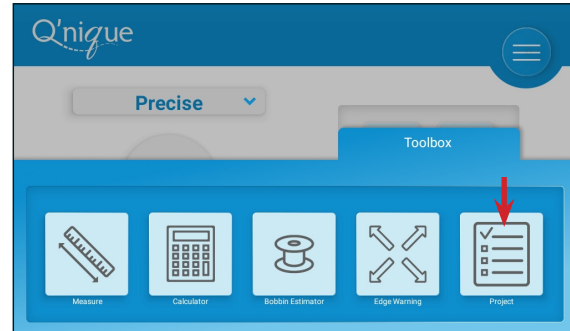 Q'nique
Precise
Toolbox
Measure
Calculator
Bobbin Estimator
Edge Warning
Project